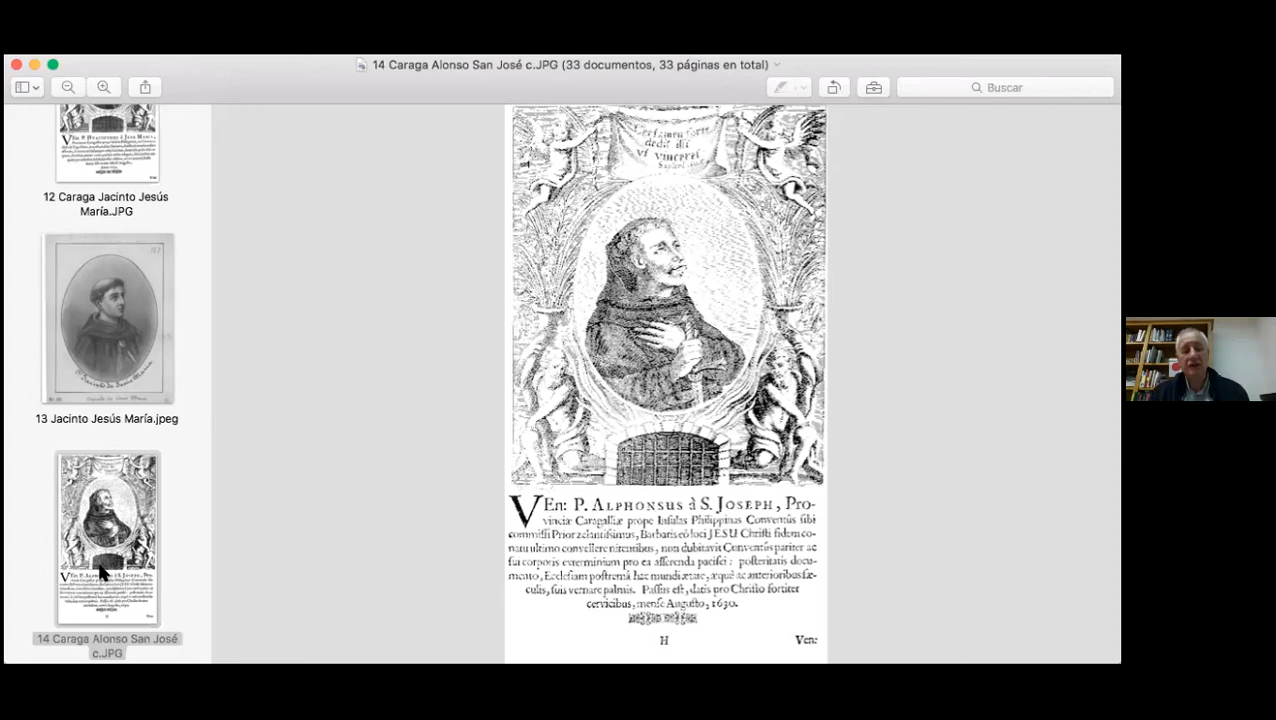 14 Caraga Alonso San José c.JPG (33 documentos, 33 páginas en total)
Buscar
12 Caraga Jacinto Jesús
María.JPG
13 Jacinto Jesús María.jpeg
14 Caraga Alonso San José
c.JPG
Certamen forte
dedit illi
ut vinceret
VEn: P. ALPHONSUS à S. JOSEPH, Pro-
vinciæ Caragalliæ prope Insulas Philippinas Conventûs sibi
commissi Prior zelantissimus, Barbaris eò loci JESU Christi fidem co-
natu ultimo convellere nitentibus, non dubitavit Conventûs pariter ac
sui corporis exterminium pro ea asserenda pacisci: posteritatis docu-
mento, Ecclesiam postremâ hac mundi ætate, æquè ac anterioribus sæ-
culis, suis vernare palmis. Passus est, datis pro Christo fortiter
cervicibus, mense Augusto, 1630.
H
Ven: